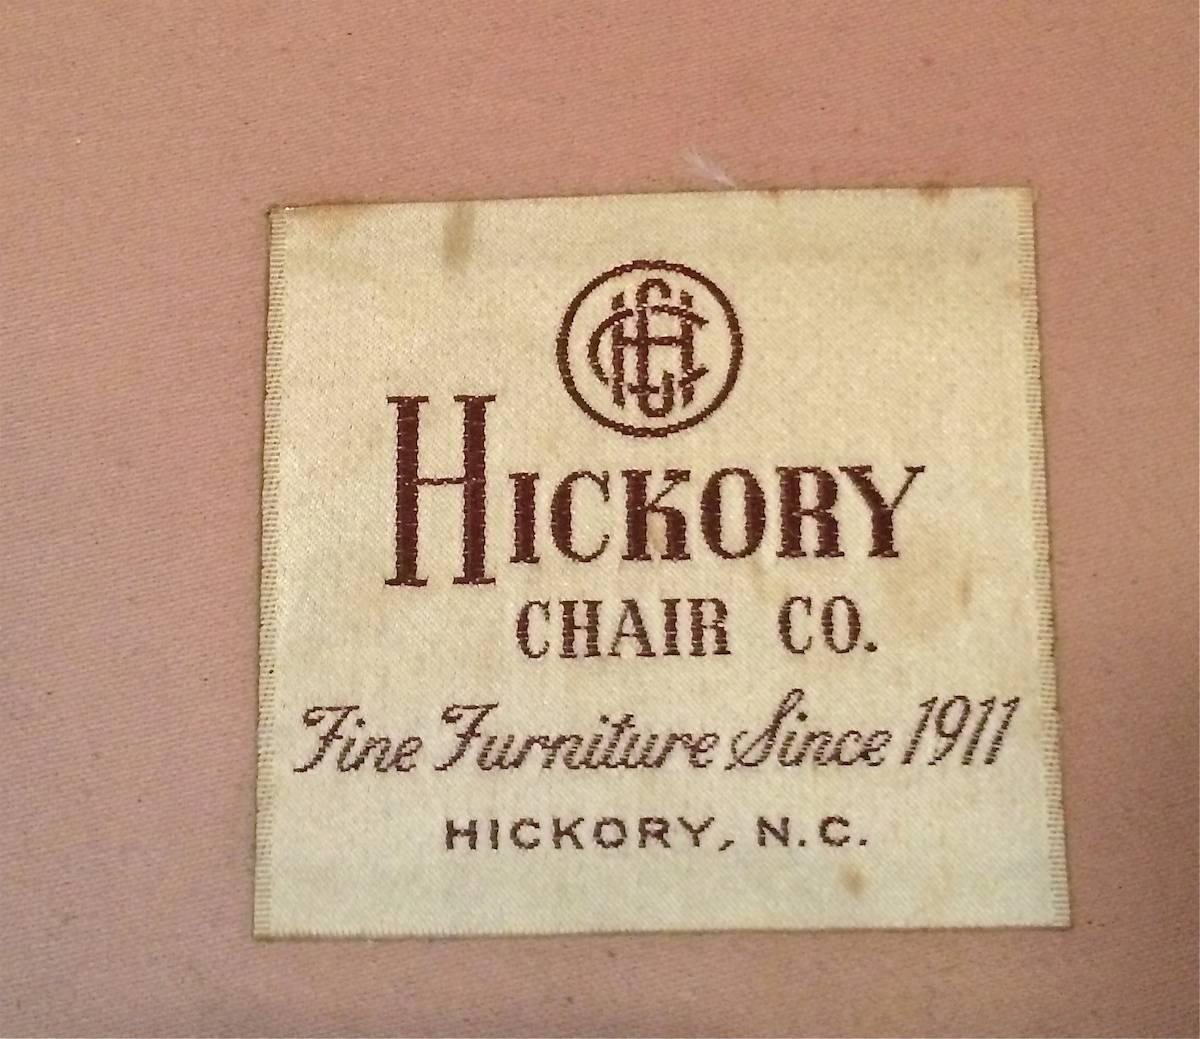 HCC
HICKORY
CHAIR CO.
Fine Furniture Since 1911
HICKORY, N.C.